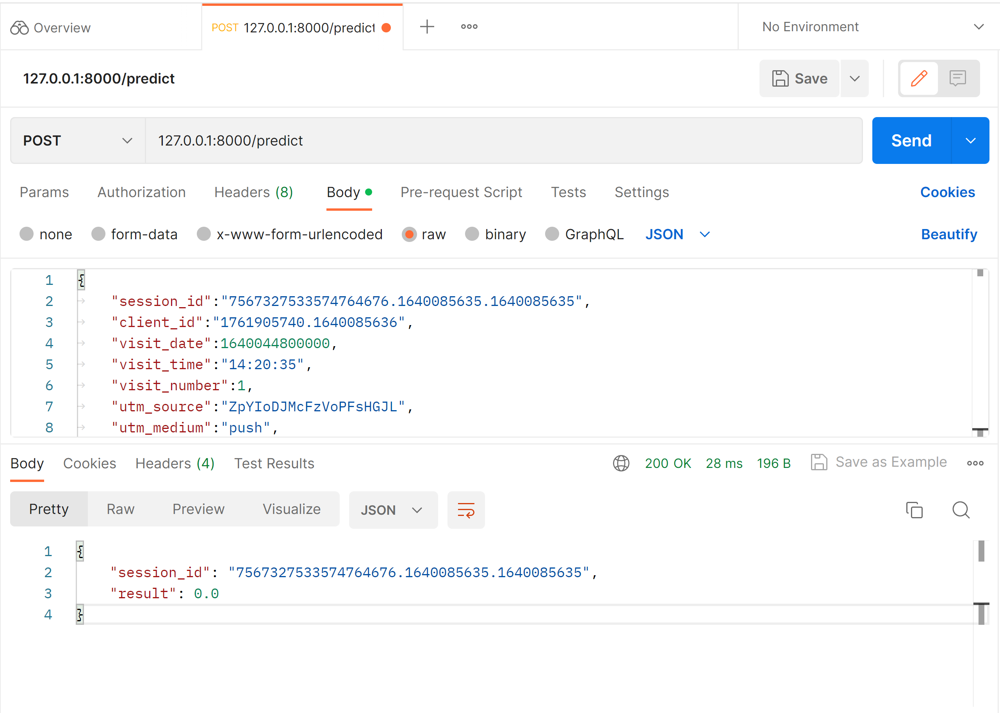 Overview
POST 127.0.0.1:8000/predict
No Environment
127.0.0.1:8000/predict
Save
POST
127.0.0.1:8000/predict
Send
Params Authorization Headers (8) Body Pre-request Script Tests Settings Cookies
none form-data x-www-form-urlencoded raw binary GraphQL JSON Beautify
1 {
2 "session_id":"7567327533574764676.1640085635.1640085635",
3 "client_id":"1761905740.1640085636",
4 "visit_date":1640044800000,
5 "visit_time":"14:20:35",
6 "visit_number":1,
7 "utm_source":"ZpYIoDJMcFzVoPFsHGJL",
8 "utm_medium":"push",
Body Cookies Headers (4) Test Results 200 OK 28 ms 196 B Save as Example
Pretty Raw Preview Visualize JSON
1 {
2 "session_id": "7567327533574764676.1640085635.1640085635",
3 "result": 0.0
4 }